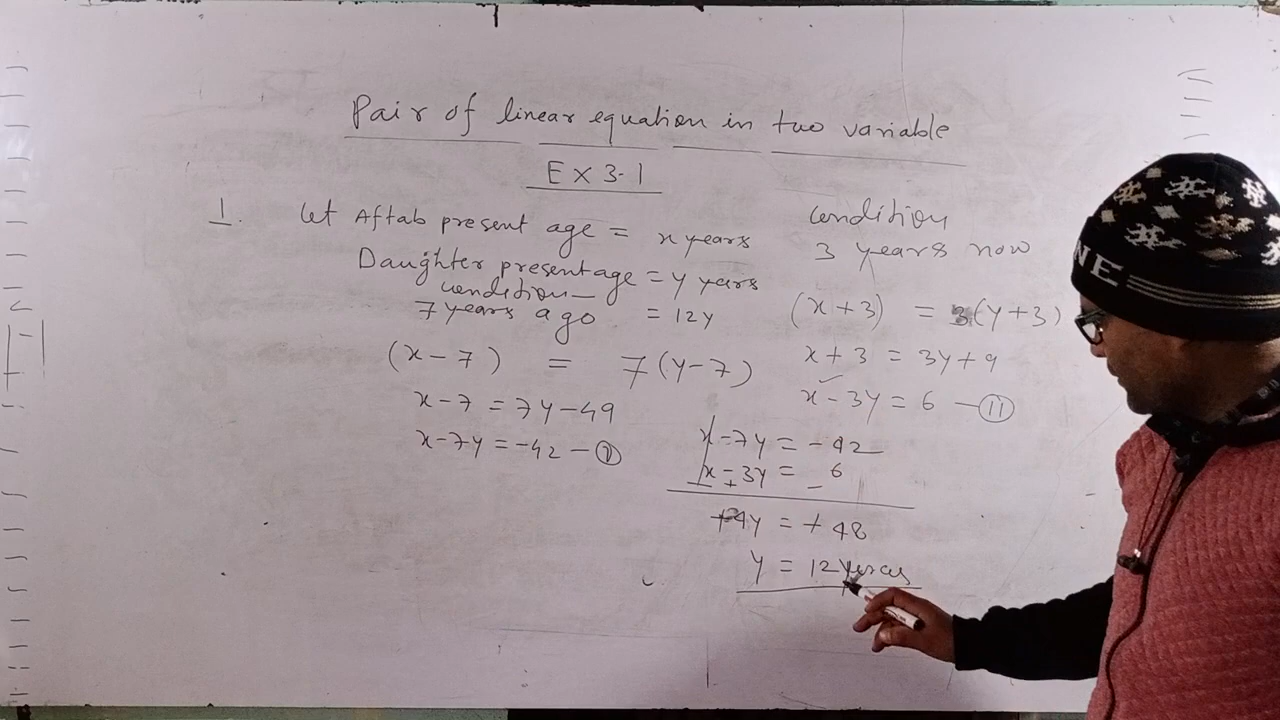 Pair of linear equation in two variable
Ex 3.1
1. Let Aftab present age = x years
Daughter present age = y years
condition
7 years ago = 12y
(x-7) = 7(y-7)
x-7 = 7y-49
x-7y = -42 -
condition
3 years now
(x+3) = 3(y+3)
x+3 = 3y+9
x-3y = 6 - (11)
x-7y = -42
x-3y = 6
- + -
+4y = +48
y = 12 years
NE